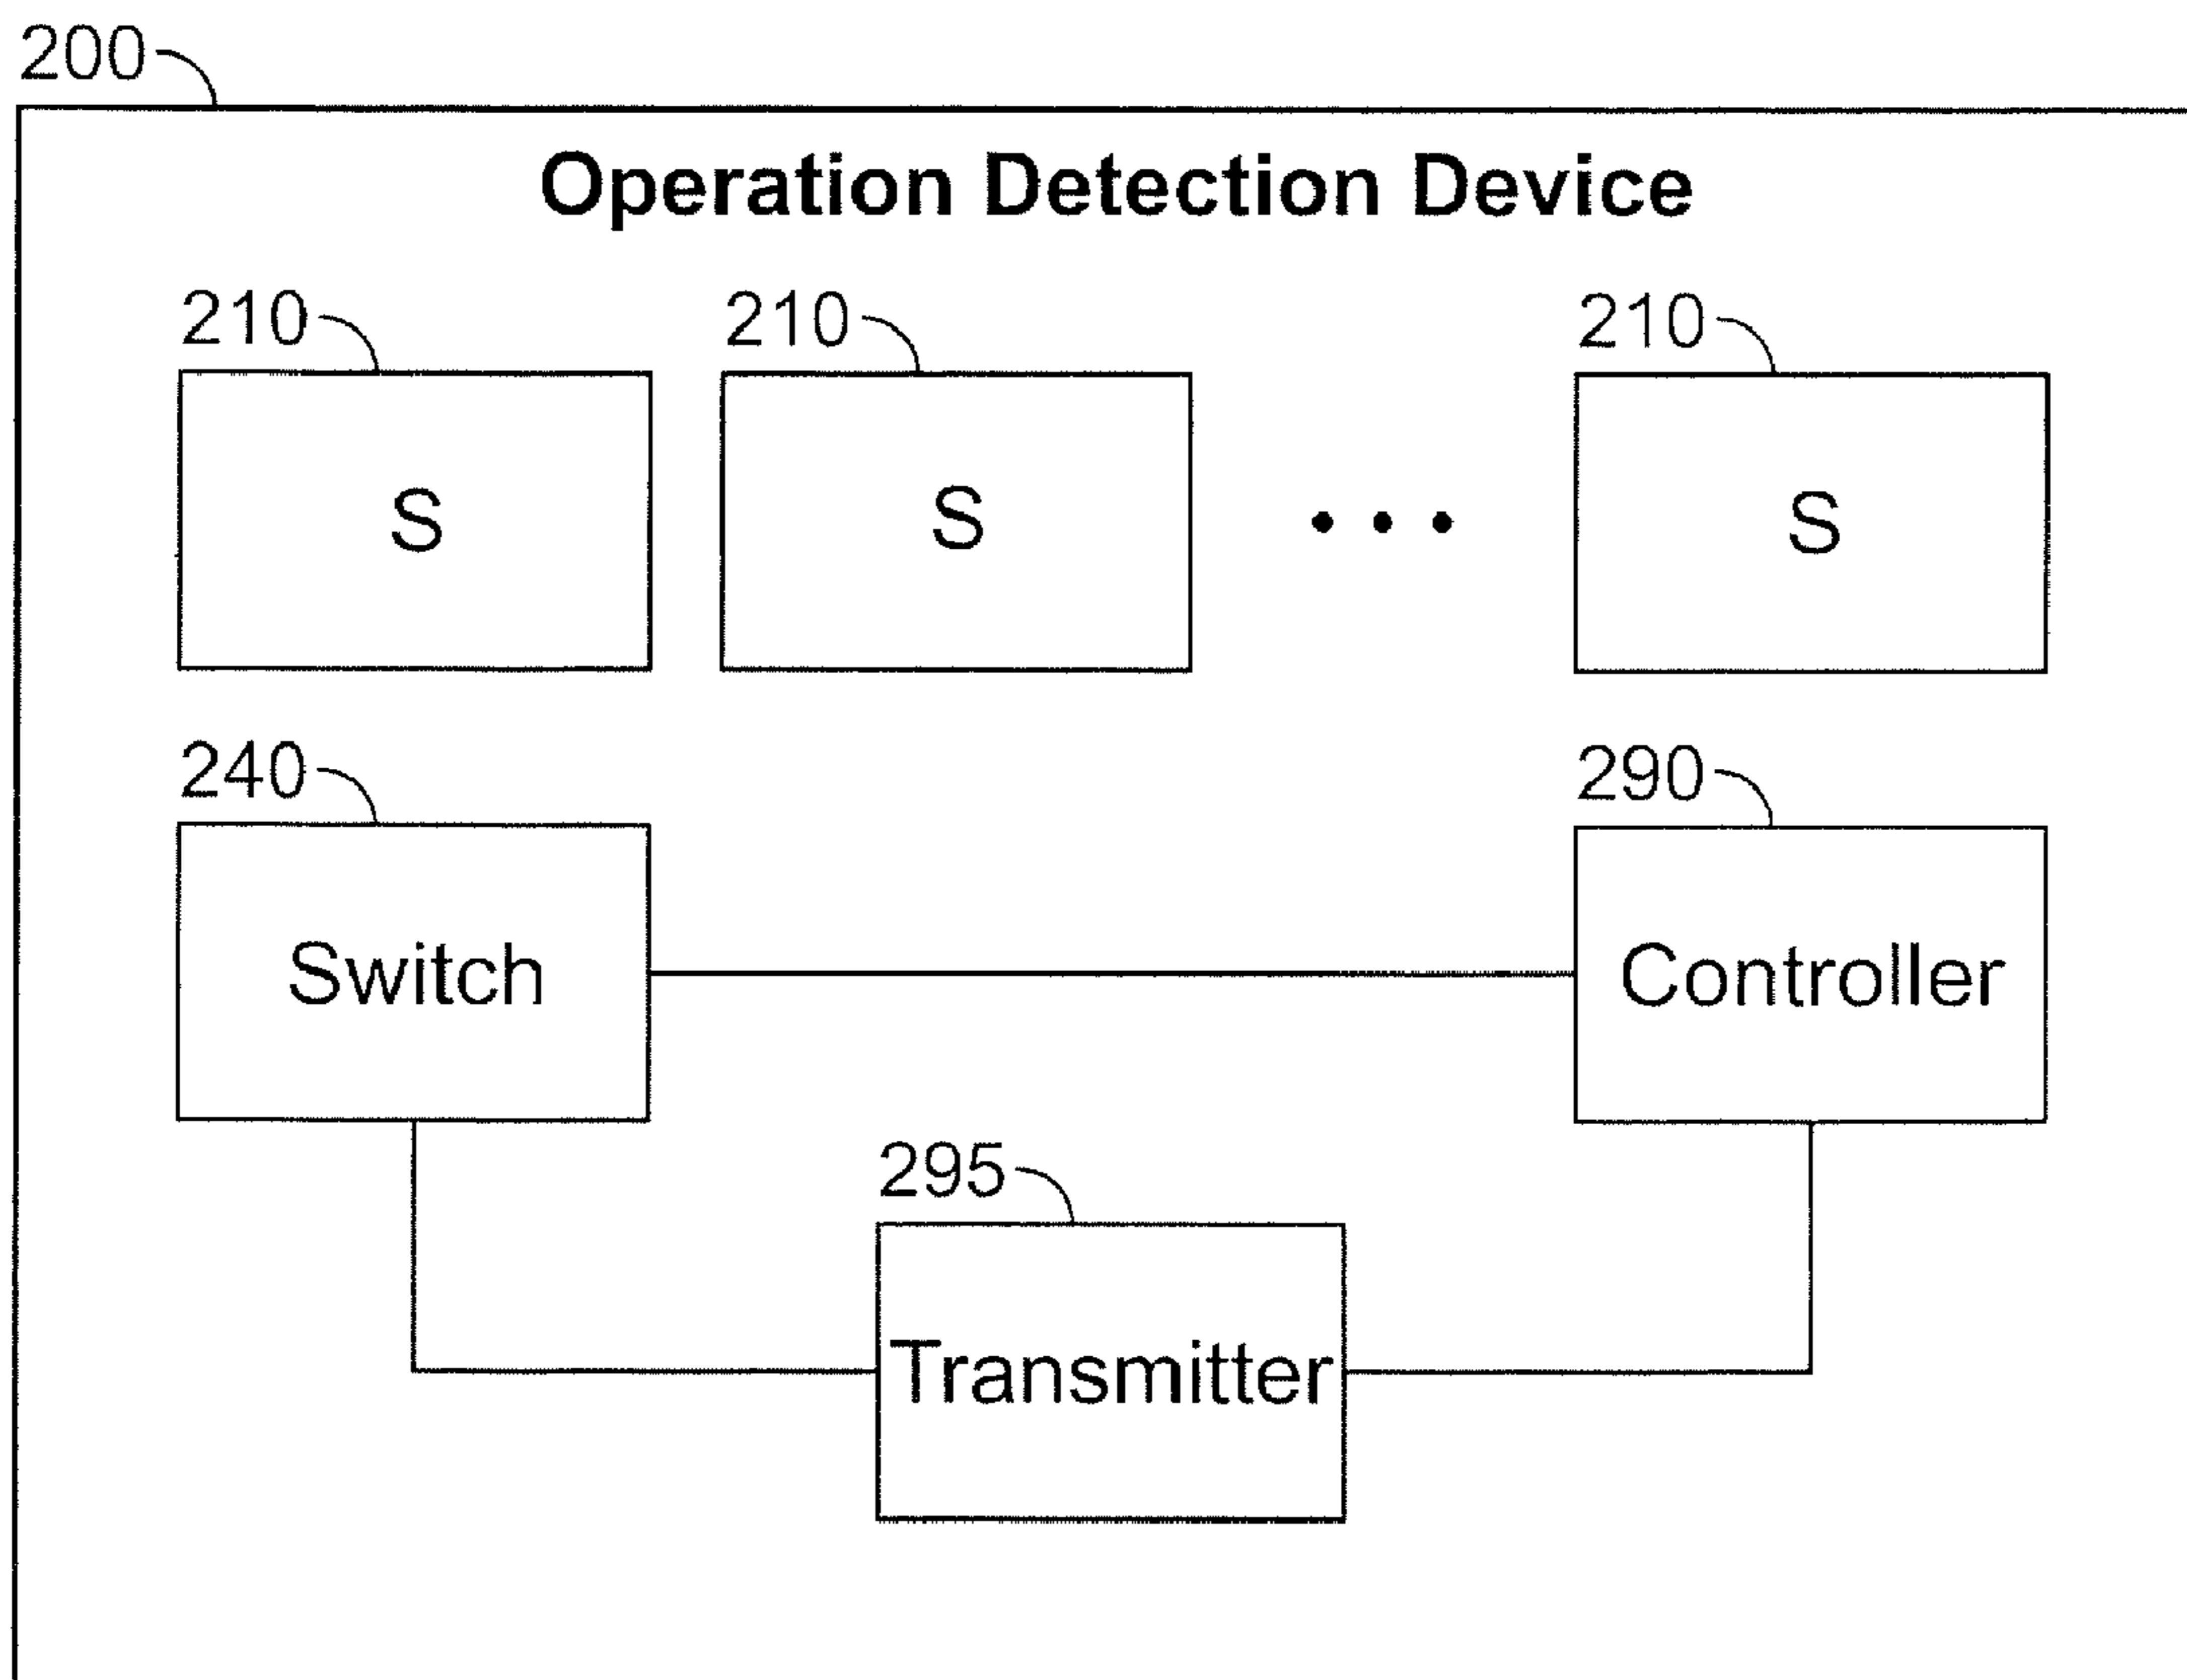 200
Operation Detection Device
210 210 210
S S • • • S
240 290
Switch Controller
295
Transmitter